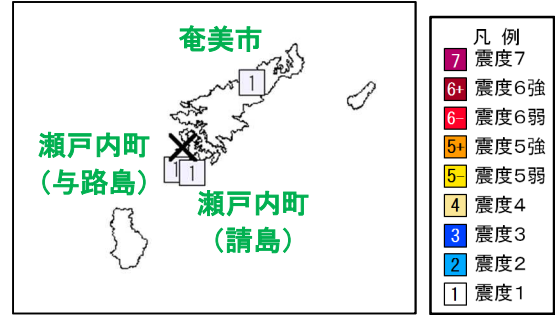 奄美市
1
瀬戸内町
(与路島)
1
1
瀬戸内町
(請島)
凡 例
7 震度7
6+ 震度6強
6- 震度6弱
5+ 震度5強
5- 震度5弱
4 震度4
3 震度3
2 震度2
1 震度1